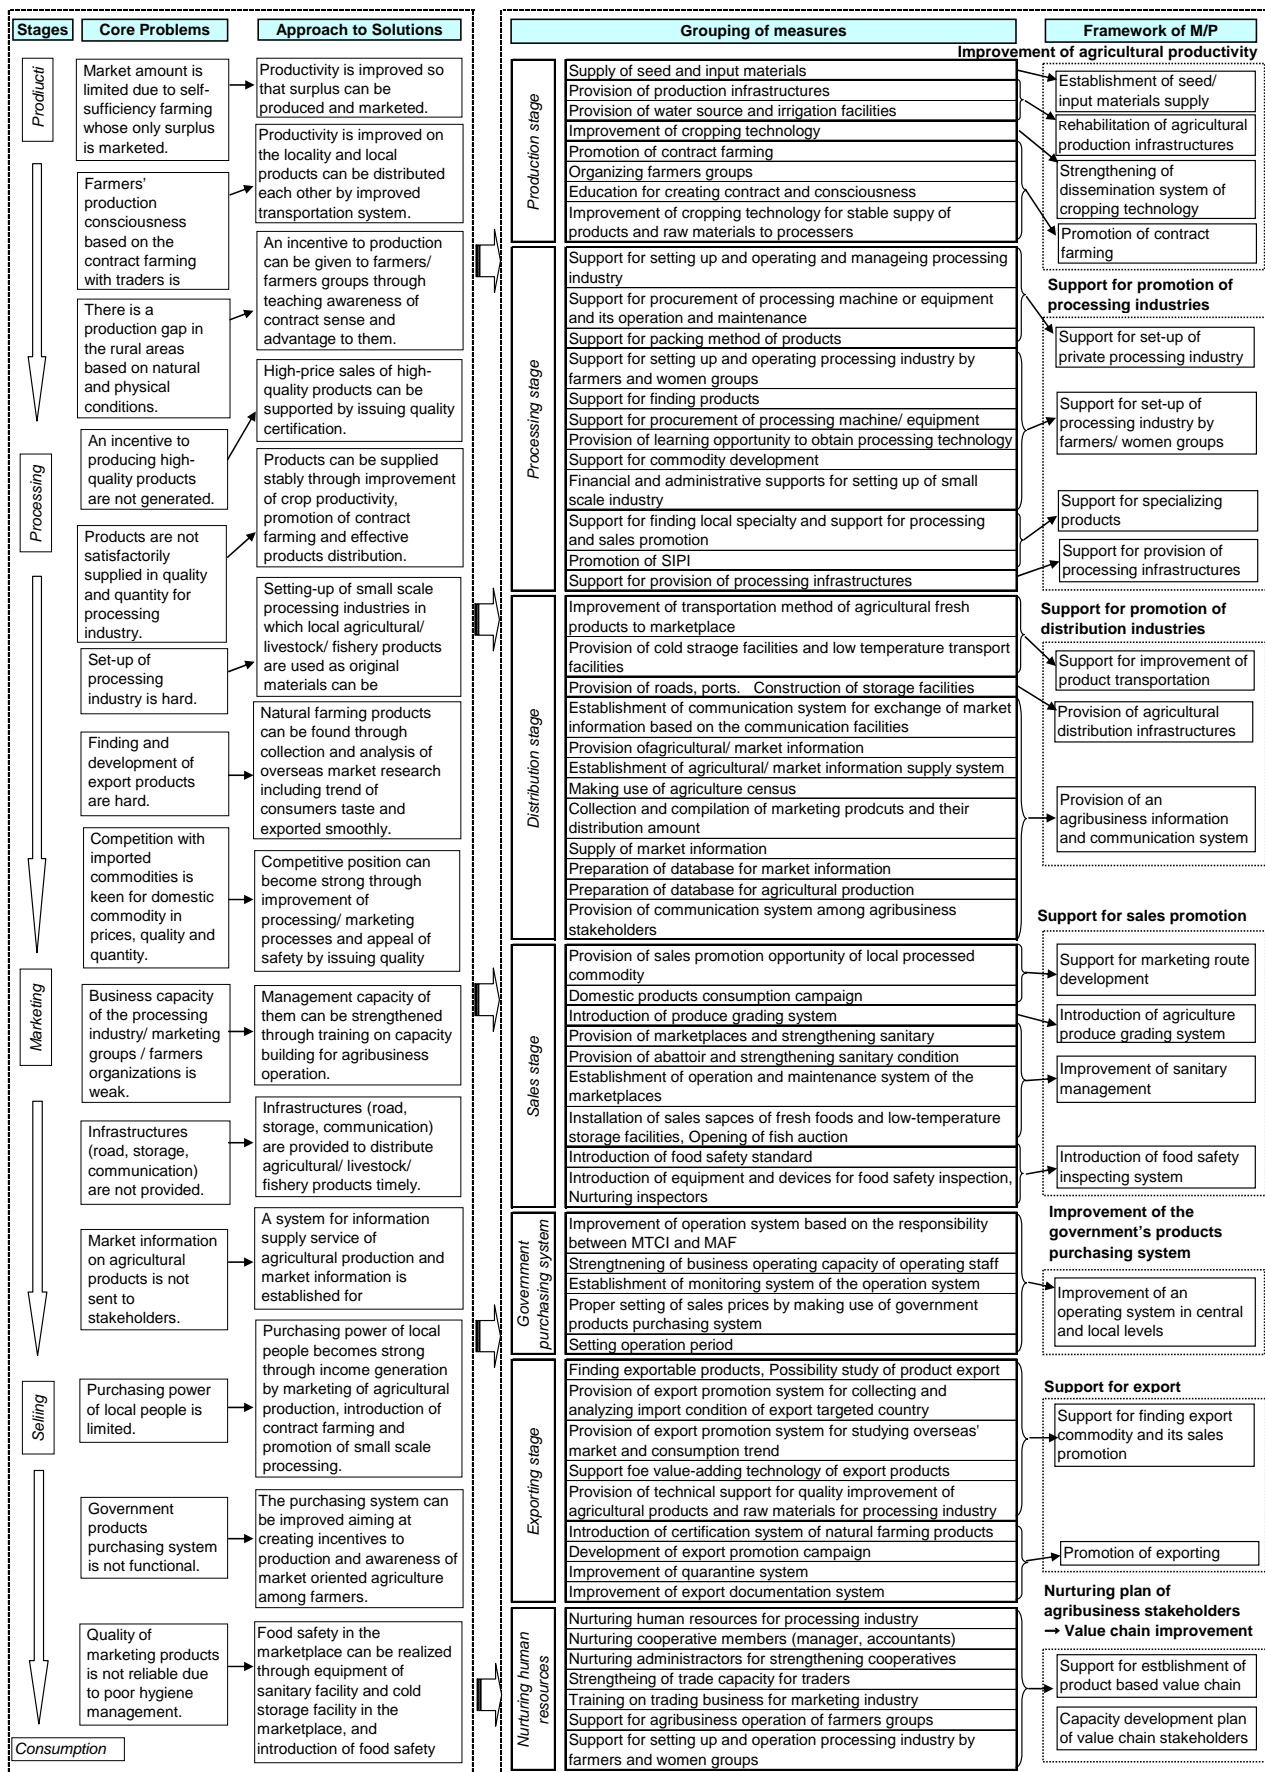 Stages
Core Problems
Approach to Solutions
Grouping of measures
Framework of M/P
Prodiucti
Processing
Marketing
Seliing
Consumption
Market amount is
limited due to self-
sufficiency farming
whose only surplus
is marketed.
Farmers'
production
consciousness
based on the
contract farming
with traders is
There is a
production gap in
the rural areas
based on natural
and physical
conditions.
An incentive to
producing high-
quality products
are not generated.
Products are not
satisfactorily
supplied in quality
and quantity for
processing
industry.
Set-up of
processing
industry is hard.
Finding and
development of
export products
are hard.
Competition with
imported
commodities is
keen for domestic
commodity in
prices, quality and
quantity.
Business capacity
of the processing
industry/ marketing
groups / farmers
organizations is
weak.
Infrastructures
(road, storage,
communication)
are not provided.
Market information
on agricultural
products is not
sent to
stakeholders.
Purchasing power
of local people is
limited.
Government
products
purchasing system
is not functional.
Quality of
marketing products
is not reliable due
to poor hygiene
management.
Productivity is improved so
that surplus can be
produced and marketed.
Productivity is improved on
the locality and local
products can be distributed
each other by improved
transportation system.
An incentive to production
can be given to farmers/
farmers groups through
teaching awareness of
contract sense and
advantage to them.
High-price sales of high-
quality products can be
supported by issuing quality
certification.
Products can be supplied
stably through improvement
of crop productivity,
promotion of contract
farming and effective
products distribution.
Setting-up of small scale
processing industries in
which local agricultural/
livestock/ fishery products
are used as original
materials can be
Natural farming products
can be found through
collection and analysis of
overseas market research
including trend of
consumers taste and
exported smoothly.
Competitive position can
become strong through
improvement of
processing/ marketing
processes and appeal of
safety by issuing quality
Management capacity of
them can be strengthened
through training on capacity
building for agribusiness
operation.
Infrastructures (road,
storage, communication)
are provided to distribute
agricultural/ livestock/
fishery products timely.
A system for information
supply service of
agricultural production and
market information is
established for
Purchasing power of local
people becomes strong
through income generation
by marketing of agricultural
production, introduction of
contract farming and
promotion of small scale
processing.
The purchasing system can
be improved aiming at
creating incentives to
production and awareness of
market oriented agriculture
among farmers.
Food safety in the
marketplace can be realized
through equipment of
sanitary facility and cold
storage facility in the
marketplace, and
introduction of food safety
Production stage
Supply of seed and input materials
Provision of production infrastructures
Provision of water source and irrigation facilities
Improvement of cropping technology
Promotion of contract farming
Organizing farmers groups
Education for creating contract and consciousness
Improvement of cropping technology for stable suppy of
products and raw materials to processers
Processing stage
Support for setting up and operating and manageing processing
industry
Support for procurement of processing machine or equipment
and its operation and maintenance
Support for packing method of products
Support for setting up and operating processing industry by
farmers and women groups
Support for finding products
Support for procurement of processing machine/ equipment
Provision of learning opportunity to obtain processing technology
Support for commodity development
Financial and administrative supports for setting up of small
scale industry
Support for finding local specialty and support for processing
and sales promotion
Promotion of SIPI
Support for provision of processing infrastructures
Distribution stage
Improvement of transportation method of agricultural fresh
products to marketplace
Provision of cold straoge facilities and low temperature transport
facilities
Provision of roads, ports.   Construction of storage facilities
Establishment of communication system for exchange of market
information based on the communication facilities
Provision ofagricultural/ market information
Establishment of agricultural/ market information supply system
Making use of agriculture census
Collection and compilation of marketing prodcuts and their
distribution amount
Supply of market information
Preparation of database for market information
Preparation of database for agricultural production
Provision of communication system among agribusiness
stakeholders
Sales stage
Provision of sales promotion opportunity of local processed
commodity
Domestic products consumption campaign
Introduction of produce grading system
Provision of marketplaces and strengthening sanitary
Provision of abattoir and strengthening sanitary condition
Establishment of operation and maintenance system of the
marketplaces
Installation of sales sapces of fresh foods and low-temperature
storage facilities, Opening of fish auction
Introduction of food safety standard
Introduction of equipment and devices for food safety inspection,
Nurturing inspectors
Government
purchasing system
Improvement of operation system based on the responsibility
between MTCI and MAF
Strengtnening of business operating capacity of operating staff
Establishment of monitoring system of the operation system
Proper setting of sales prices by making use of government
products purchasing system
Setting operation period
Exporting stage
Finding exportable products, Possibility study of product export
Provision of export promotion system for collecting and
analyzing import condition of export targeted country
Provision of export promotion system for studying overseas'
market and consumption trend
Support foe value-adding technology of export products
Provision of technical support for quality improvement of
agricultural products and raw materials for processing industry
Introduction of certification system of natural farming products
Development of export promotion campaign
Improvement of quarantine system
Improvement of export documentation system
Nurturing human
resources
Nurturing human resources for processing industry
Nurturing cooperative members (manager, accountants)
Nurturing administractors for strengthening cooperatives
Strengtheing of trade capacity for traders
Training on trading business for marketing industry
Support for agribusiness operation of farmers groups
Support for setting up and operation processing industry by
farmers and women groups
Improvement of agricultural productivity
Establishment of seed/
input materials supply
Rehabilitation of agricultural
production infrastructures
Strengthening of
dissemination system of
cropping technology
Promotion of contract
farming
Support for promotion of
processing industries
Support for set-up of
private processing industry
Support for set-up of
processing industry by
farmers/ women groups
Support for specializing
products
Support for provision of
processing infrastructures
Support for promotion of
distribution industries
Support for improvement of
product transportation
Provision of agricultural
distribution infrastructures
Provision of an
agribusiness information
and communication system
Support for sales promotion
Support for marketing route
development
Introduction of agriculture
produce grading system
Improvement of sanitary
management
Introduction of food safety
inspecting system
Improvement of the
government's products
purchasing system
Improvement of an
operating system in central
and local levels
Support for export
Support for finding export
commodity and its sales
promotion
Promotion of exporting
Nurturing plan of
agribusiness stakeholders
→ Value chain improvement
Support for estblishment of
product based value chain
Capacity development plan
of value chain stakeholders